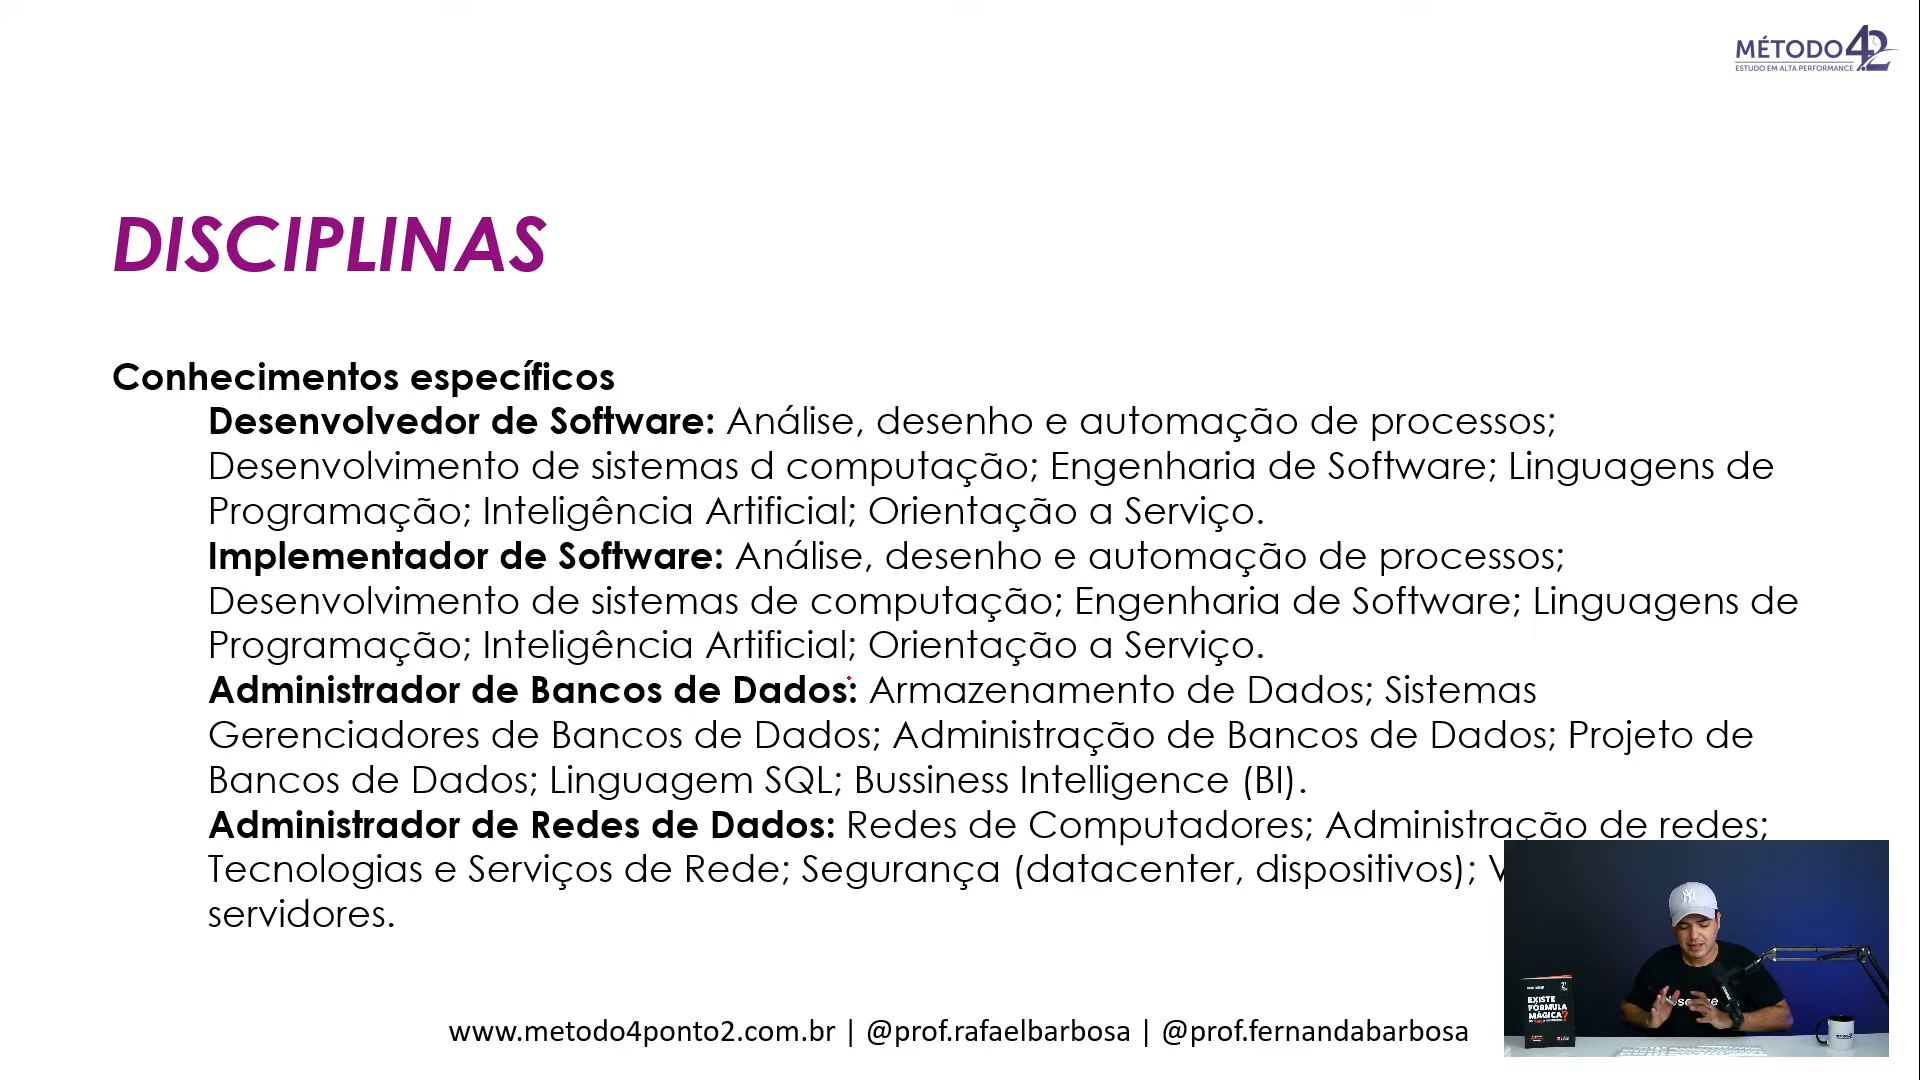 MÉTODO 4.2
ESTUDO EM ALTA PERFORMANCE
DISCIPLINAS
Conhecimentos específicos
Desenvolvedor de Software: Análise, desenho e automação de processos;
Desenvolvimento de sistemas d computação; Engenharia de Software; Linguagens de
Programação; Inteligência Artificial; Orientação a Serviço.
Implementador de Software: Análise, desenho e automação de processos;
Desenvolvimento de sistemas de computação; Engenharia de Software; Linguagens de
Programação; Inteligência Artificial; Orientação a Serviço.
Administrador de Bancos de Dados: Armazenamento de Dados; Sistemas
Gerenciadores de Bancos de Dados; Administração de Bancos de Dados; Projeto de
Bancos de Dados; Linguagem SQL; Bussiness Intelligence (BI).
Administrador de Redes de Dados: Redes de Computadores; Administração de redes;
Tecnologias e Serviços de Rede; Segurança (datacenter, dispositivos);
servidores.
EXISTE
FÓRMULA
MÁGICA?
www.metodo4ponto2.com.br | @prof.rafaelbarbosa | @prof.fernandabarbosa